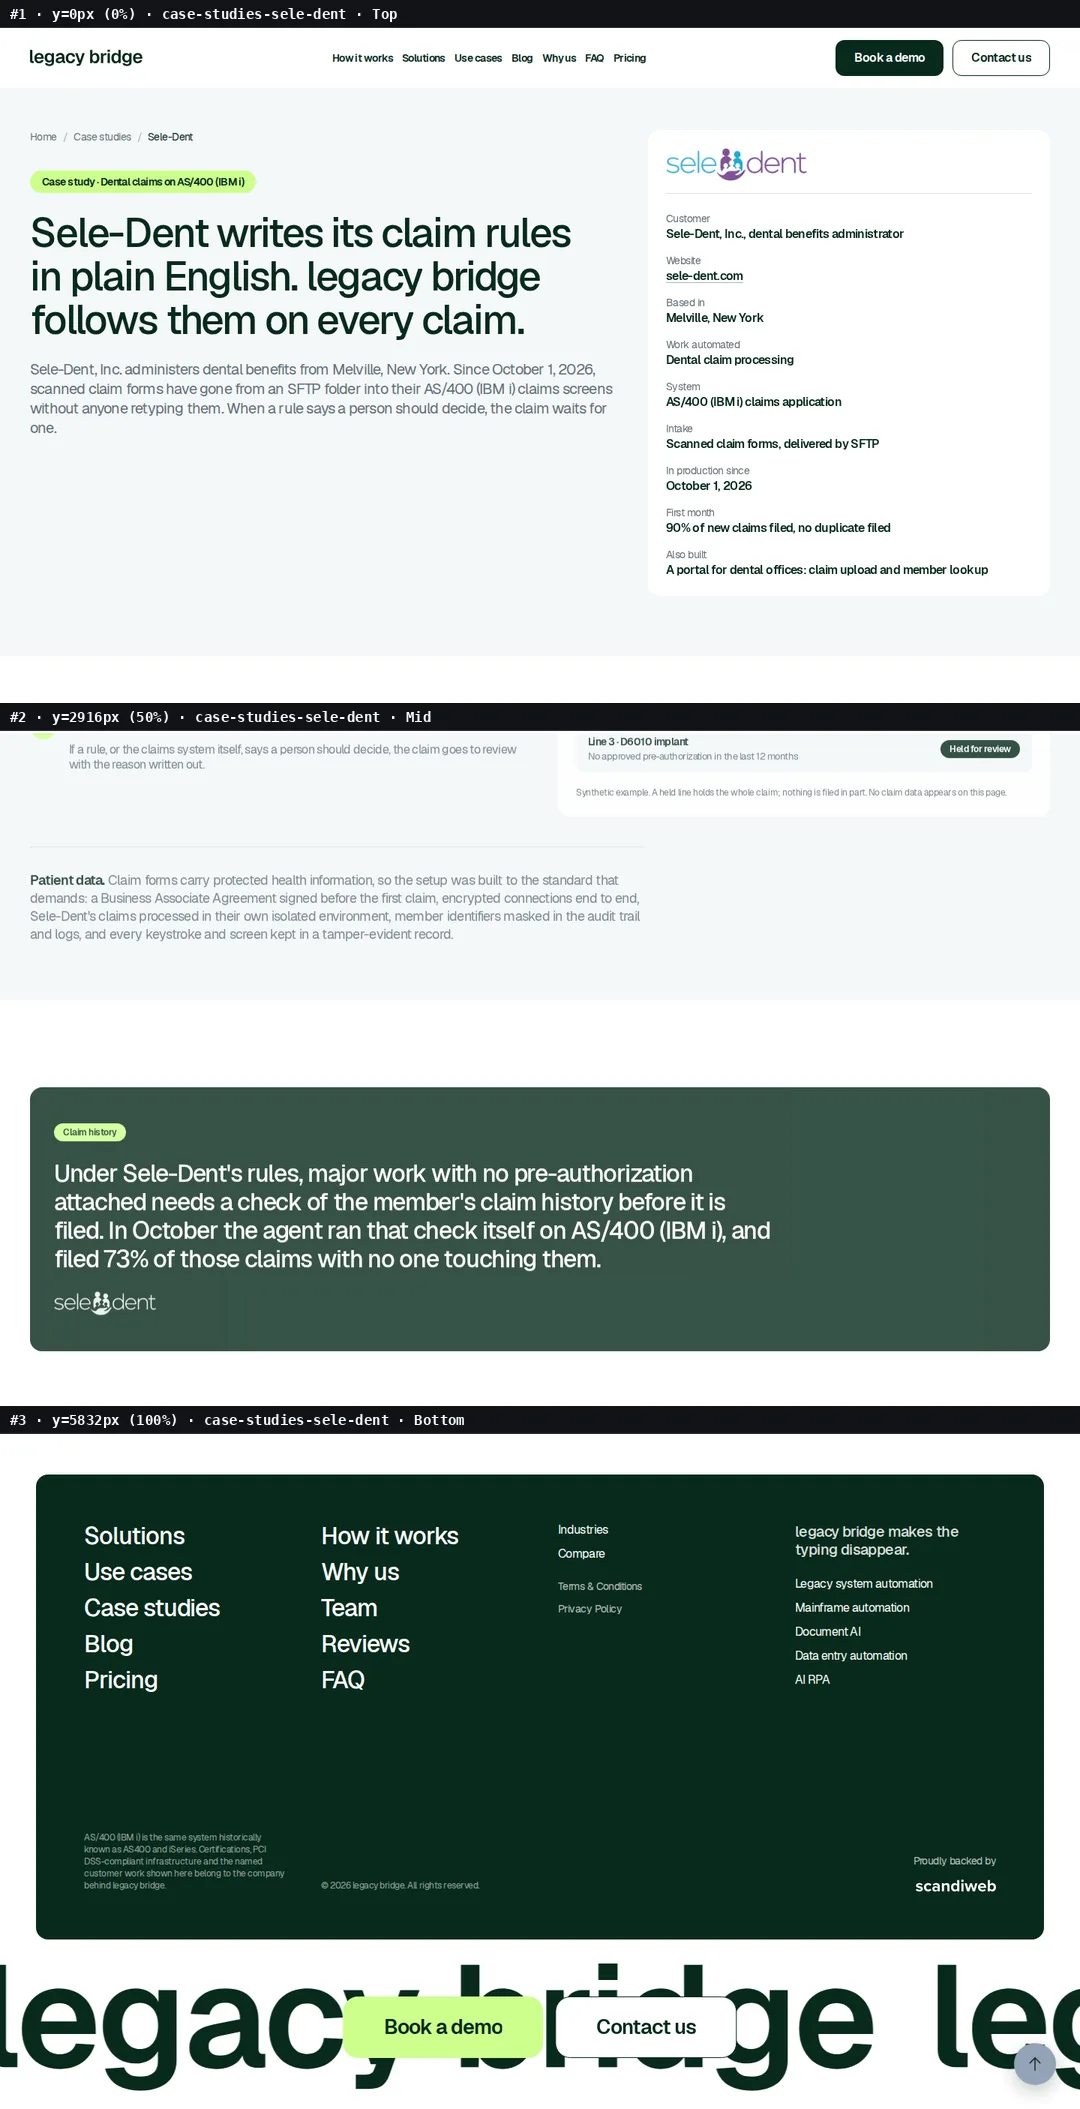 #1 · y=0px (0%) · case-studies-sele-dent · Top
legacy bridge
How it works Solutions Use cases Blog Why us FAQ Pricing
Book a demo
Contact us
Home / Case studies / Sele-Dent
Case study · Dental claims on AS/400 (IBM i)
Sele-Dent writes its claim rules
in plain English. legacy bridge
follows them on every claim.
Sele-Dent, Inc. administers dental benefits from Melville, New York. Since October 1, 2026,
scanned claim forms have gone from an SFTP folder into their AS/400 (IBM i) claims screens
without anyone retyping them. When a rule says a person should decide, the claim waits for
one.
sele dent
Customer
Sele-Dent, Inc., dental benefits administrator
Website
sele-dent.com
Based in
Melville, New York
Work automated
Dental claim processing
System
AS/400 (IBM i) claims application
Intake
Scanned claim forms, delivered by SFTP
In production since
October 1, 2026
First month
90% of new claims filed, no duplicate filed
Also built
A portal for dental offices: claim upload and member lookup
#2 · y=2916px (50%) · case-studies-sele-dent · Mid
If a rule, or the claims system itself, says a person should decide, the claim goes to review
with the reason written out.
Line 3 · D6010 implant
No approved pre-authorization in the last 12 months
Held for review
Synthetic example. A held line holds the whole claim; nothing is filed in part. No claim data appears on this page.
Patient data. Claim forms carry protected health information, so the setup was built to the standard that
demands: a Business Associate Agreement signed before the first claim, encrypted connections end to end,
Sele-Dent's claims processed in their own isolated environment, member identifiers masked in the audit trail
and logs, and every keystroke and screen kept in a tamper-evident record.
Claim history
Under Sele-Dent's rules, major work with no pre-authorization
attached needs a check of the member's claim history before it is
filed. In October the agent ran that check itself on AS/400 (IBM i), and
filed 73% of those claims with no one touching them.
sele dent
#3 · y=5832px (100%) · case-studies-sele-dent · Bottom
Solutions
Use cases
Case studies
Blog
Pricing
How it works
Why us
Team
Reviews
FAQ
Industries
Compare
Terms & Conditions
Privacy Policy
legacy bridge makes the
typing disappear.
Legacy system automation
Mainframe automation
Document AI
Data entry automation
AI RPA
AS/400 (IBM i) is the same system historically
known as AS400 and iSeries. Certifications, PCI
DSS-compliant infrastructure and the named
customer work shown here belong to the company
behind legacy bridge.
© 2026 legacy bridge. All rights reserved.
Proudly backed by
scandiweb
legacy bridge leg
Book a demo
Contact us